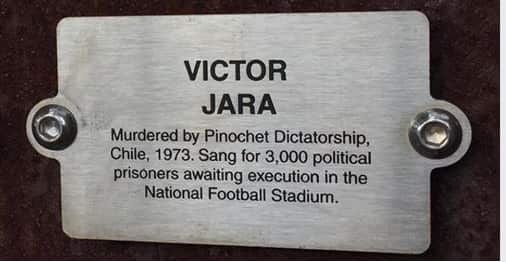 VICTOR
JARA
Murdered by Pinochet Dictatorship,
Chile, 1973. Sang for 3,000 political
prisoners awaiting execution in the
National Football Stadium.